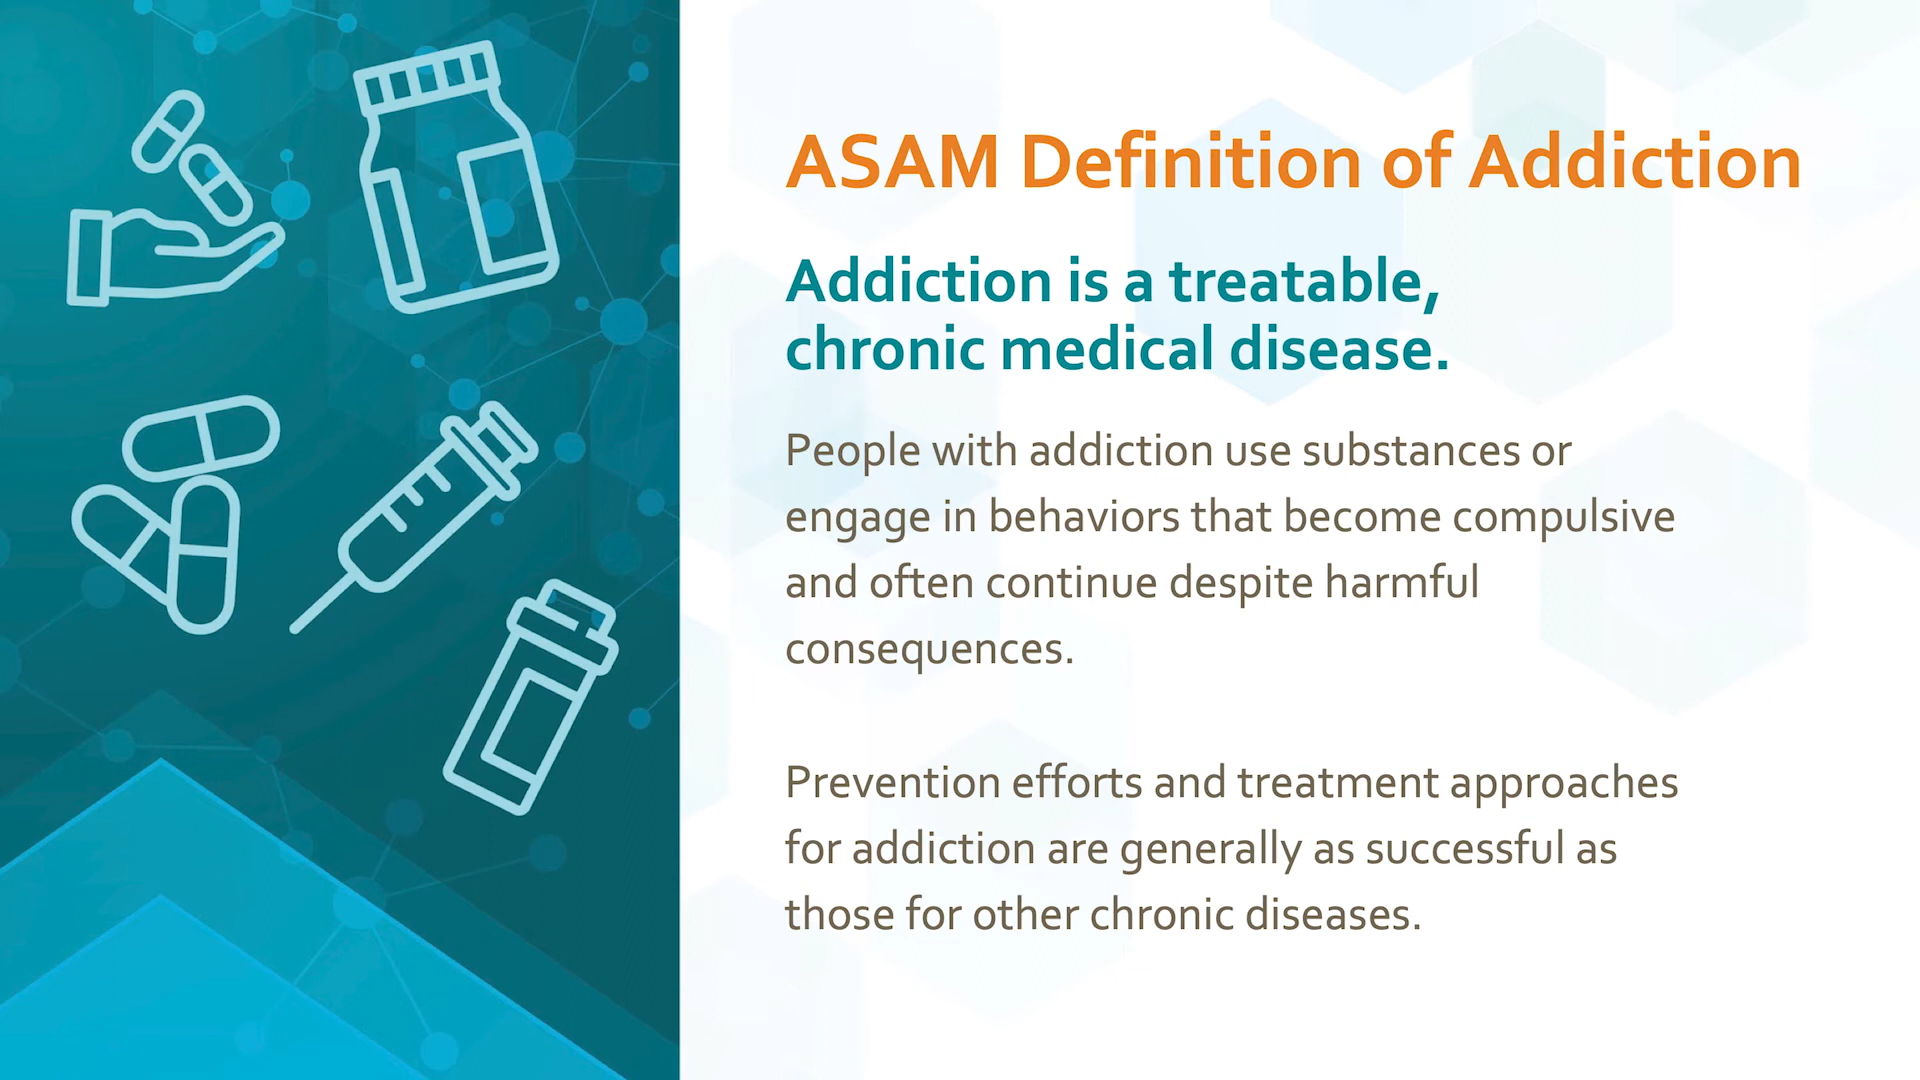 ASAM Definition of Addiction
Addiction is a treatable,
chronic medical disease.
People with addiction use substances or
engage in behaviors that become compulsive
and often continue despite harmful
consequences.
Prevention efforts and treatment approaches
for addiction are generally as successful as
those for other chronic diseases.